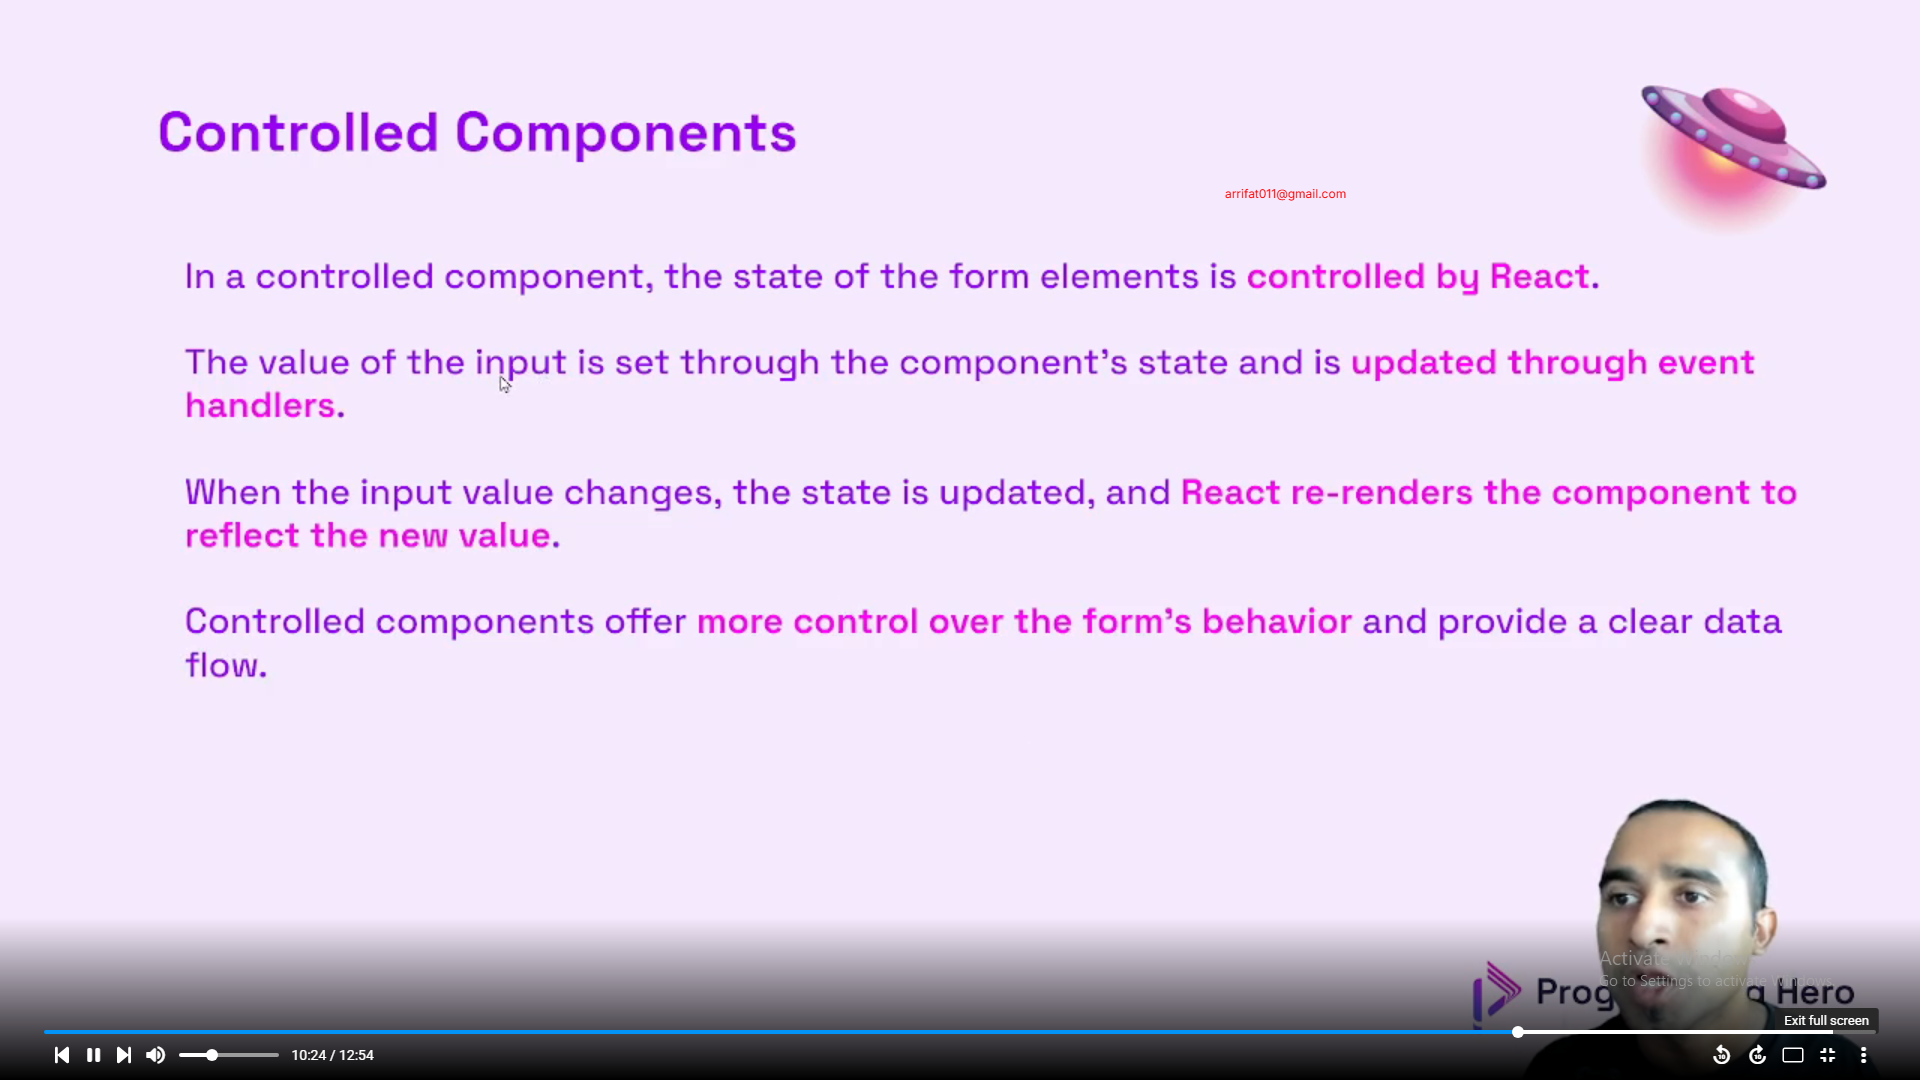 Controlled Components
arrifat011@gmail.com
In a controlled component, the state of the form elements is controlled by React.
The value of the input is set through the component's state and is updated through event
handlers.
When the input value changes, the state is updated, and React re-renders the component to
reflect the new value.
Controlled components offer more control over the form's behavior and provide a clear data
flow.
Go to Settings to activate Windows.
Hero
Exit full screen
10:24 / 12:54